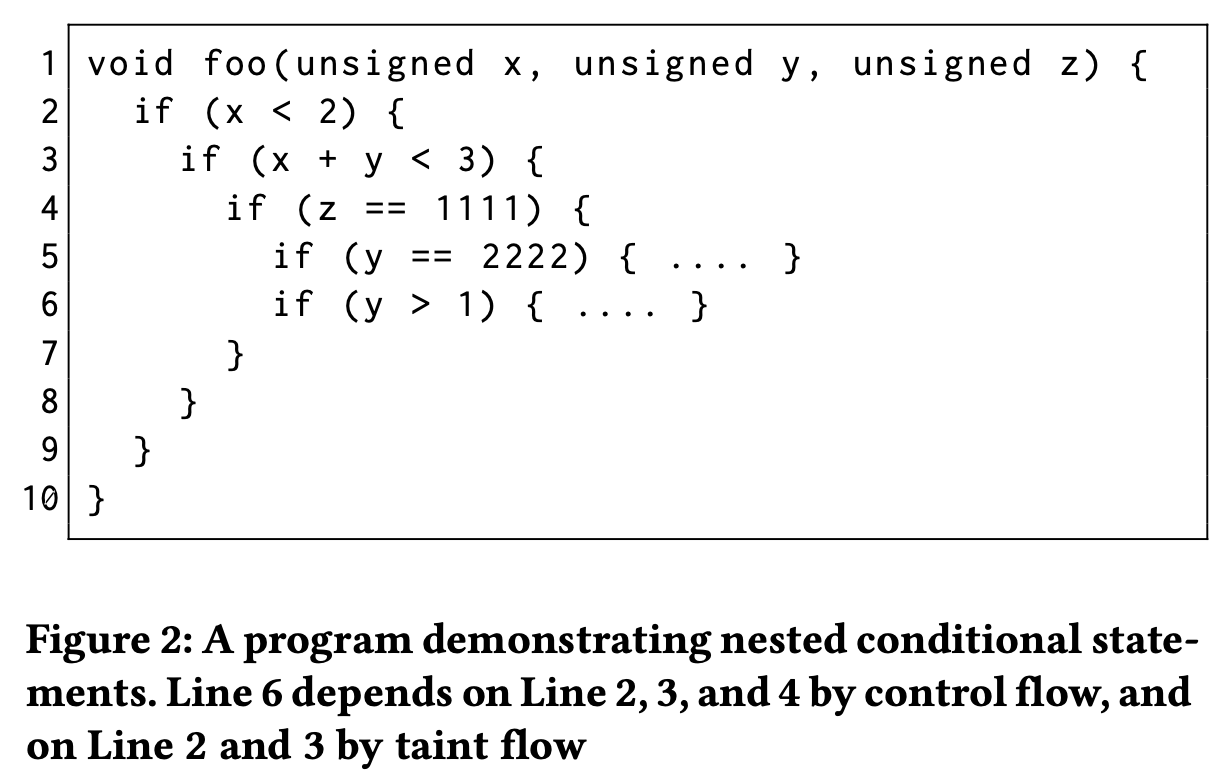 1 void foo(unsigned x, unsigned y, unsigned z) {
2   if (x < 2) {
3     if (x + y < 3) {
4       if (z == 1111) {
5         if (y == 2222) { .... }
6         if (y > 1) { .... }
7       }
8     }
9   }
10 }
Figure 2: A program demonstrating nested conditional state-
ments. Line 6 depends on Line 2, 3, and 4 by control flow, and
on Line 2 and 3 by taint flow